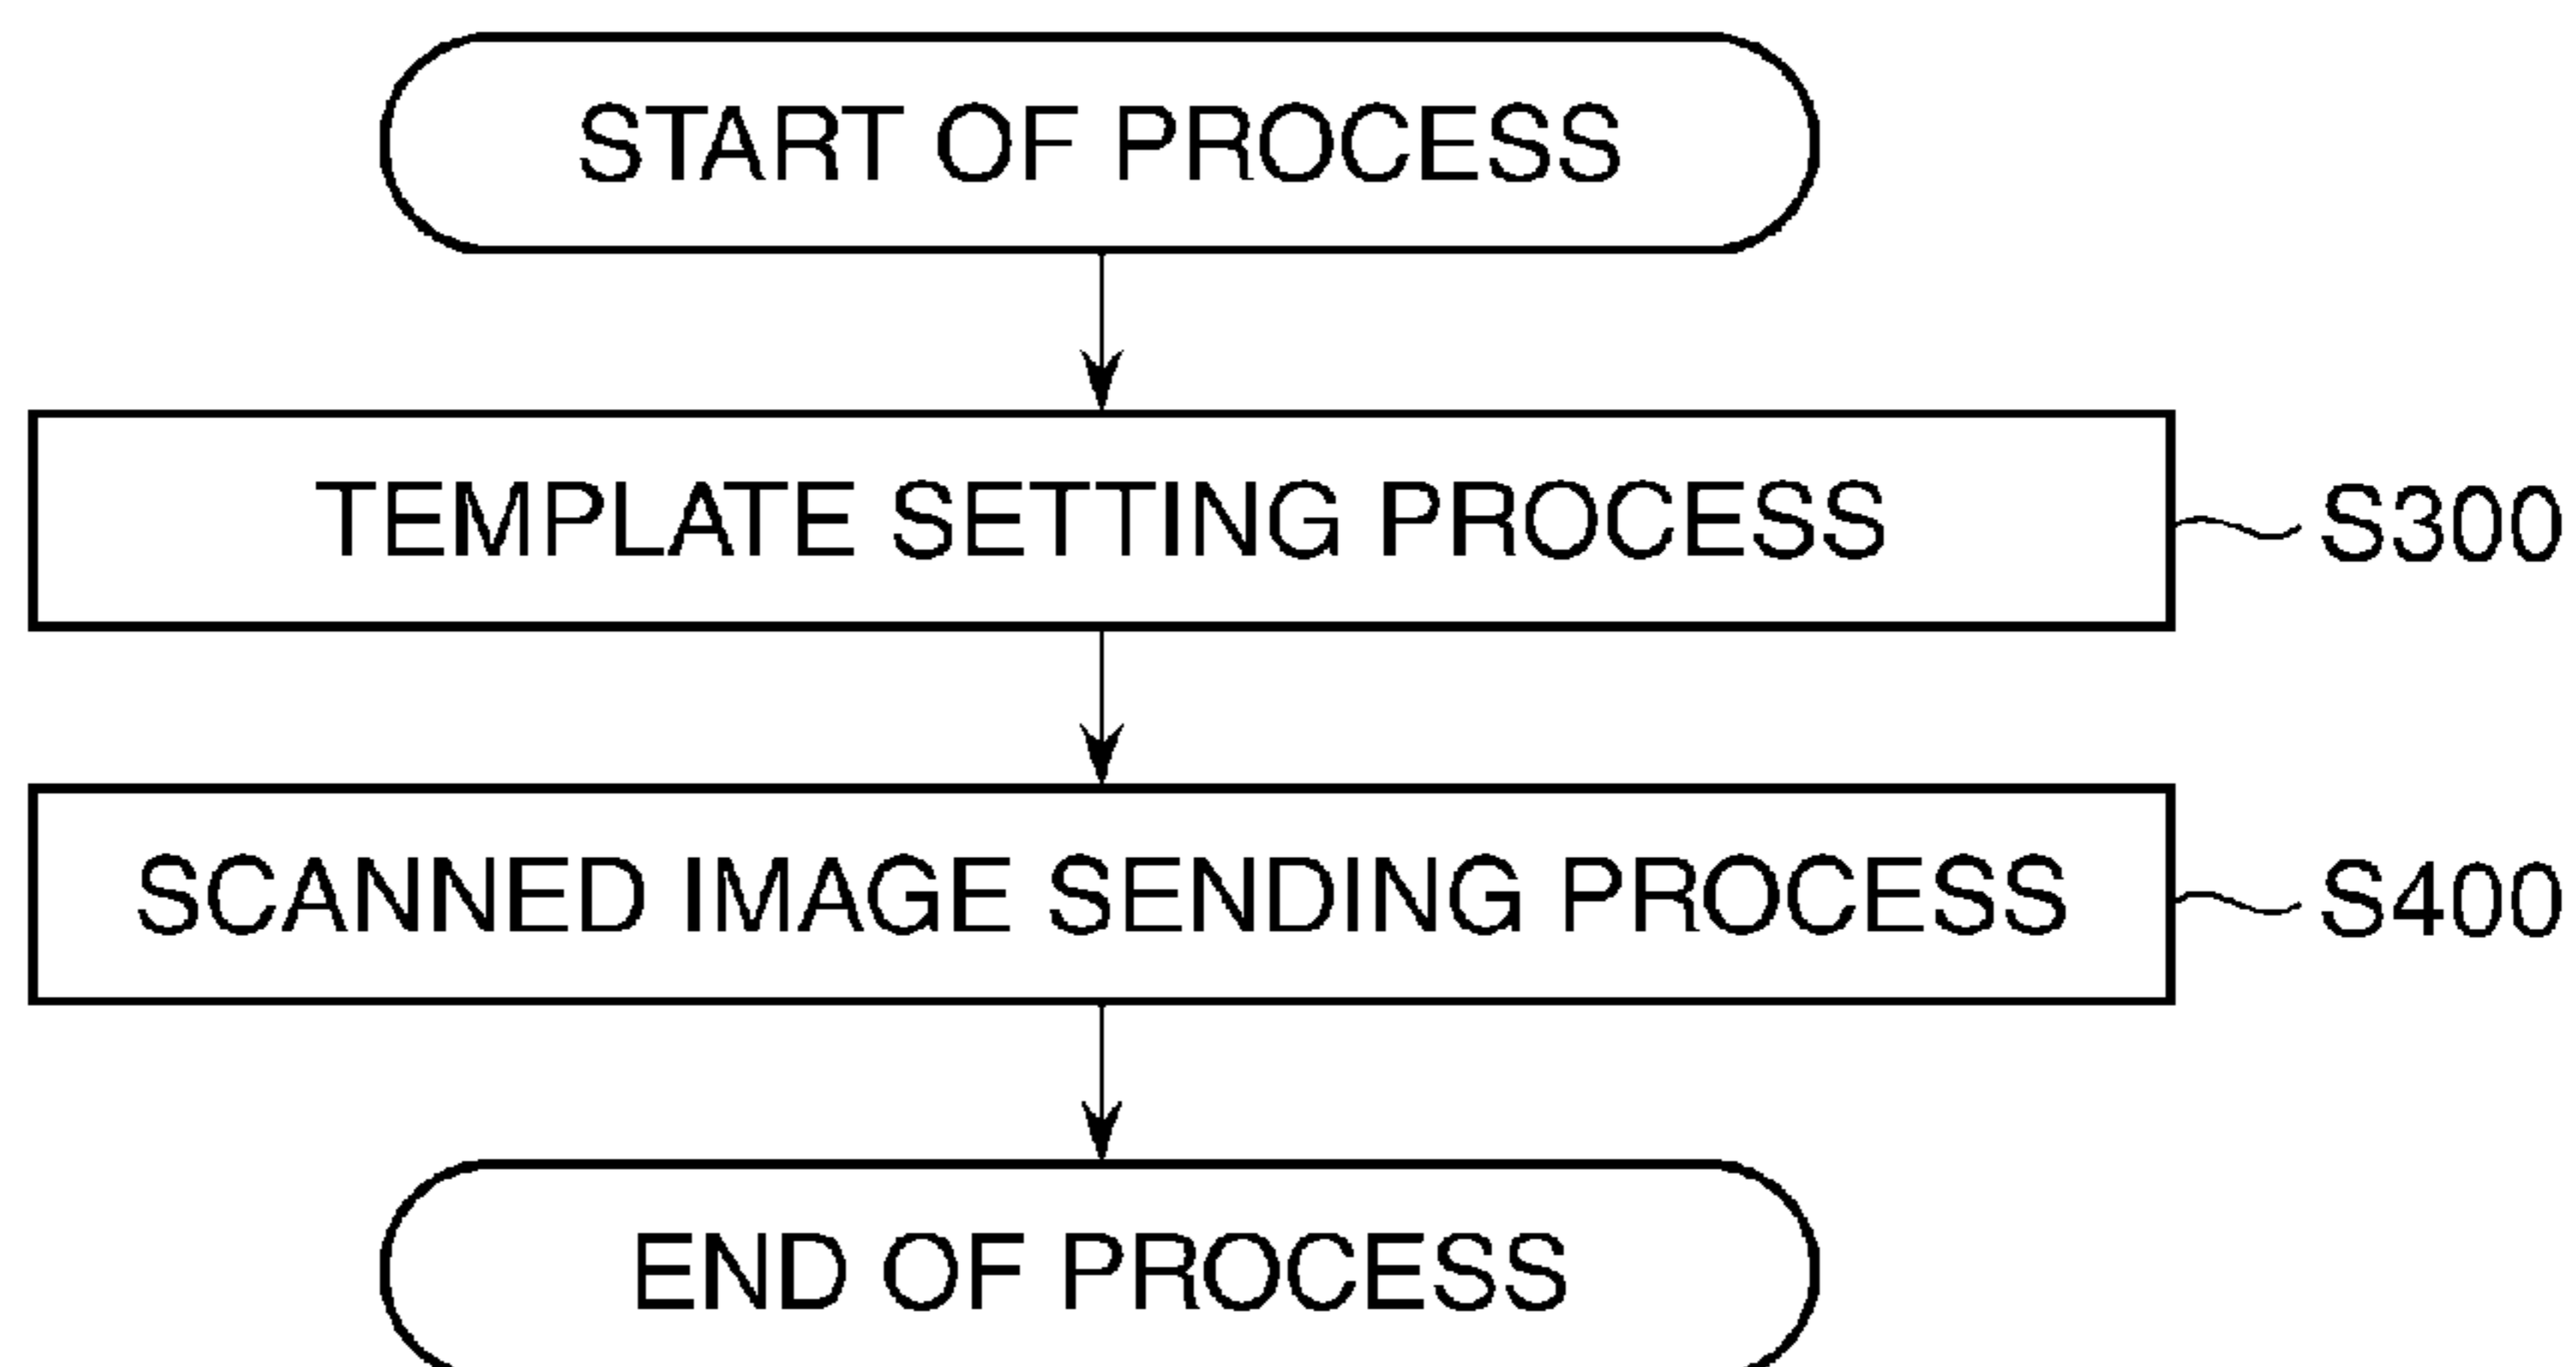 START OF PROCESS
TEMPLATE SETTING PROCESS
S300
SCANNED IMAGE SENDING PROCESS
S400
END OF PROCESS